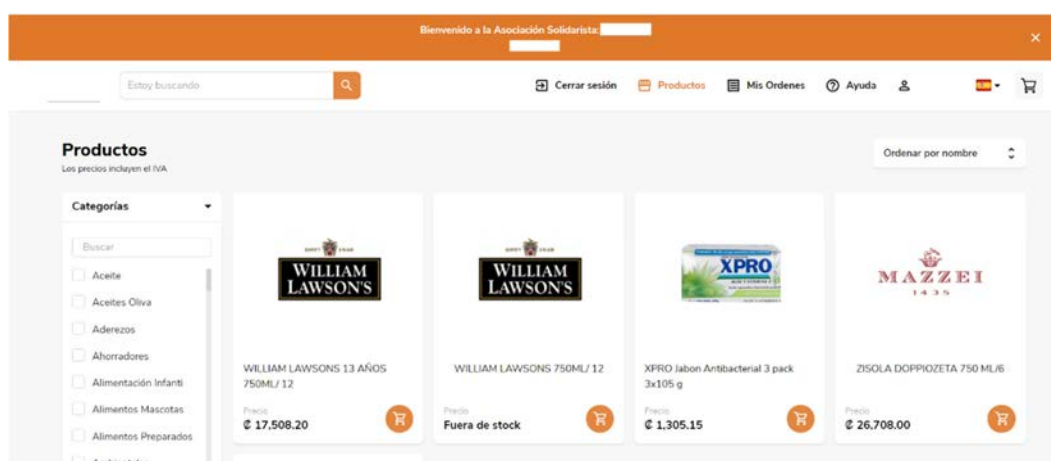 Bienvenido a la Asociación Solidarista:
Estoy buscando
Cerrar sesión
Productos
Mis Ordenes
Ayuda
Productos
Los precios incluyen el IVA
Ordenar por nombre
Categorías
Buscar
Aceite
Aceites Oliva
Aderezos
Ahorradores
Alimentación Infanti
Alimentos Mascotas
Alimentos Preparados
WILLIAM
LAWSON'S
WILLIAM LAWSONS 13 AÑOS
750ML/ 12
Precio
₡ 17,508.20
WILLIAM
LAWSON'S
WILLIAM LAWSONS 750ML/ 12
Precio
Fuera de stock
XPRO
XPRO Jabon Antibacterial 3 pack
3x105 g
Precio
₡ 1,305.15
MAZZEI
1435
ZISOLA DOPPIOZETA 750 ML/6
Precio
₡ 26,708.00